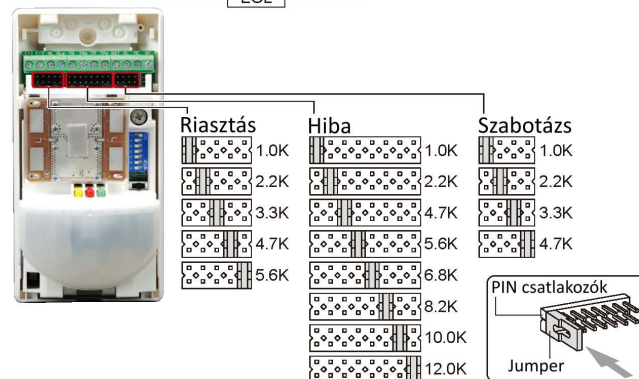 EOL
Riasztás
1.0K
2.2K
3.3K
4.7K
5.6K
Hiba
1.0K
2.2K
4.7K
5.6K
6.8K
8.2K
10.0K
12.0K
Szabotázs
1.0K
2.2K
3.3K
4.7K
PIN csatlakozók
Jumper